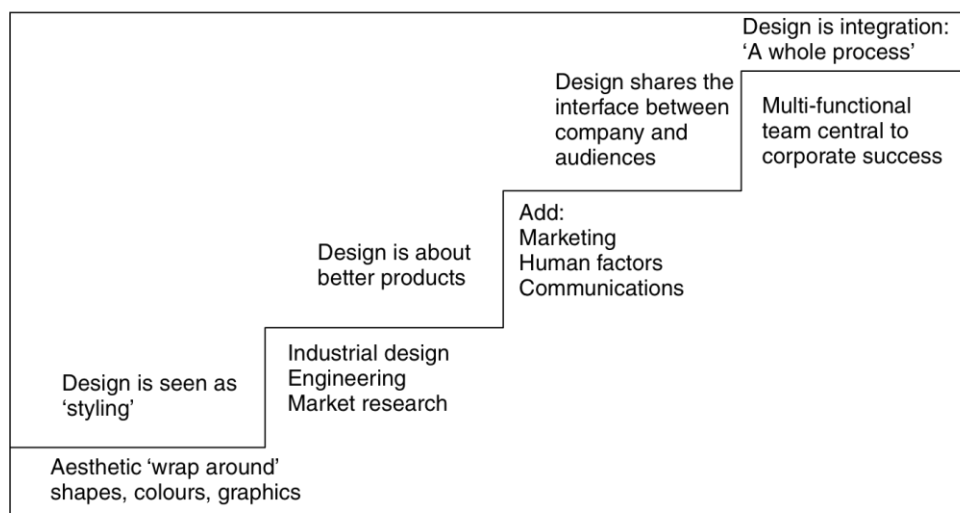 Design is integration:
‘A whole process’
Design shares the
interface between
company and
audiences
Multi-functional
team central to
corporate success
Add:
Marketing
Human factors
Communications
Design is about
better products
Industrial design
Engineering
Market research
Design is seen as
‘styling’
Aesthetic ‘wrap around’
shapes, colours, graphics